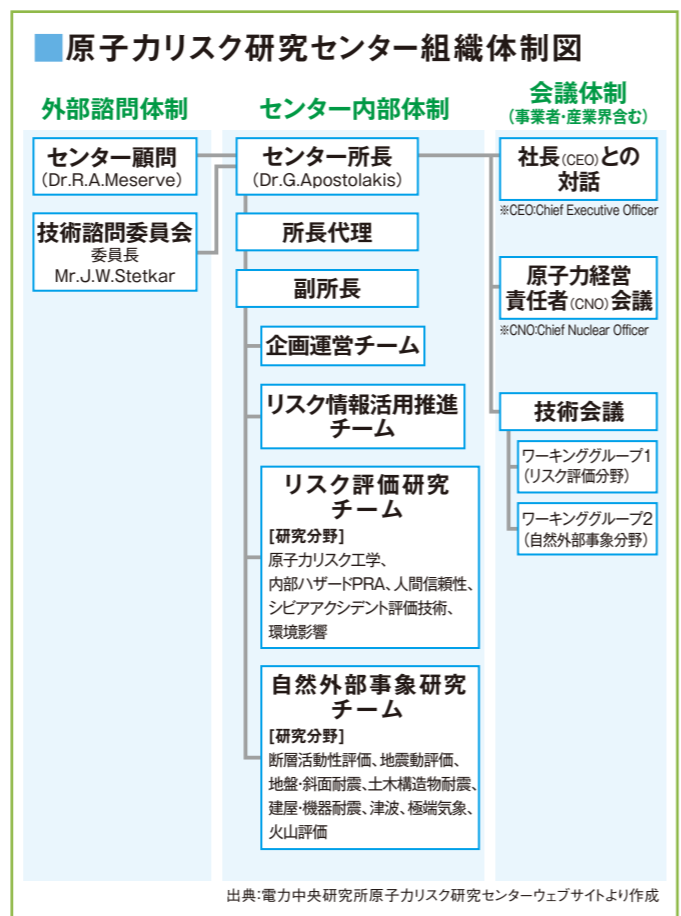 原子力リスク研究センター組織体制図
外部諮問体制
センター顧問
(Dr.R.A.Meserve)
技術諮問委員会
委員長
Mr.J.W.Stetkar
センター内部体制
センター所長
(Dr.G.Apostolakis)
所長代理
副所長
企画運営チーム
リスク情報活用推進
チーム
リスク評価研究
チーム
[研究分野]
原子力リスク工学、
内部ハザードPRA、人間信頼性、
シビアアクシデント評価技術、
環境影響
自然外部事象研究
チーム
[研究分野]
断層活動性評価、地震動評価、
地盤・斜面耐震、土木構造物耐震、
建屋・機器耐震、津波、極端気象、
火山評価
会議体制
(事業者・産業界含む)
社長(CEO)との
対話
※CEO:Chief Executive Officer
原子力経営
責任者(CNO)会議
※CNO:Chief Nuclear Officer
技術会議
ワーキンググループ1
(リスク評価分野)
ワーキンググループ2
(自然外部事象分野)
出典:電力中央研究所原子力リスク研究センターウェブサイトより作成